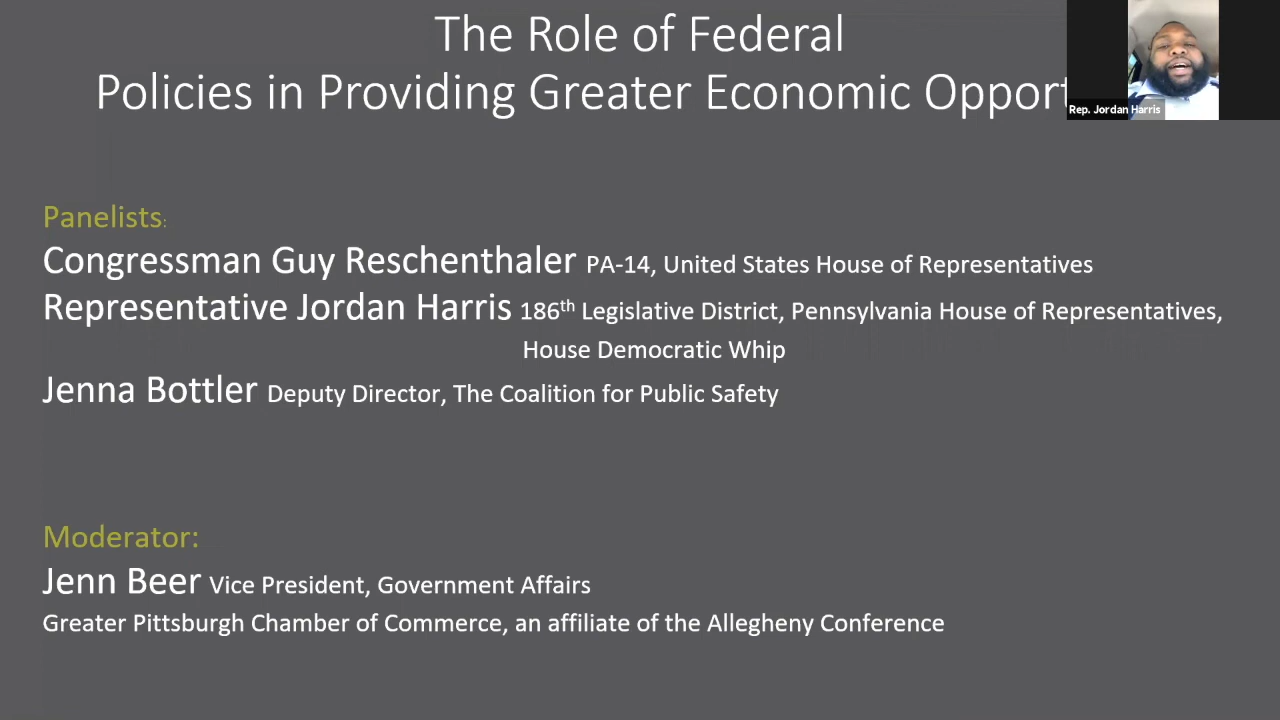 The Role of Federal
Policies in Providing Greater Economic Opport
Rep. Jordan Harris
Panelists:
Congressman Guy Reschenthaler PA-14, United States House of Representatives
Representative Jordan Harris 186th Legislative District, Pennsylvania House of Representatives,
House Democratic Whip
Jenna Bottler Deputy Director, The Coalition for Public Safety
Moderator:
Jenn Beer Vice President, Government Affairs
Greater Pittsburgh Chamber of Commerce, an affiliate of the Allegheny Conference